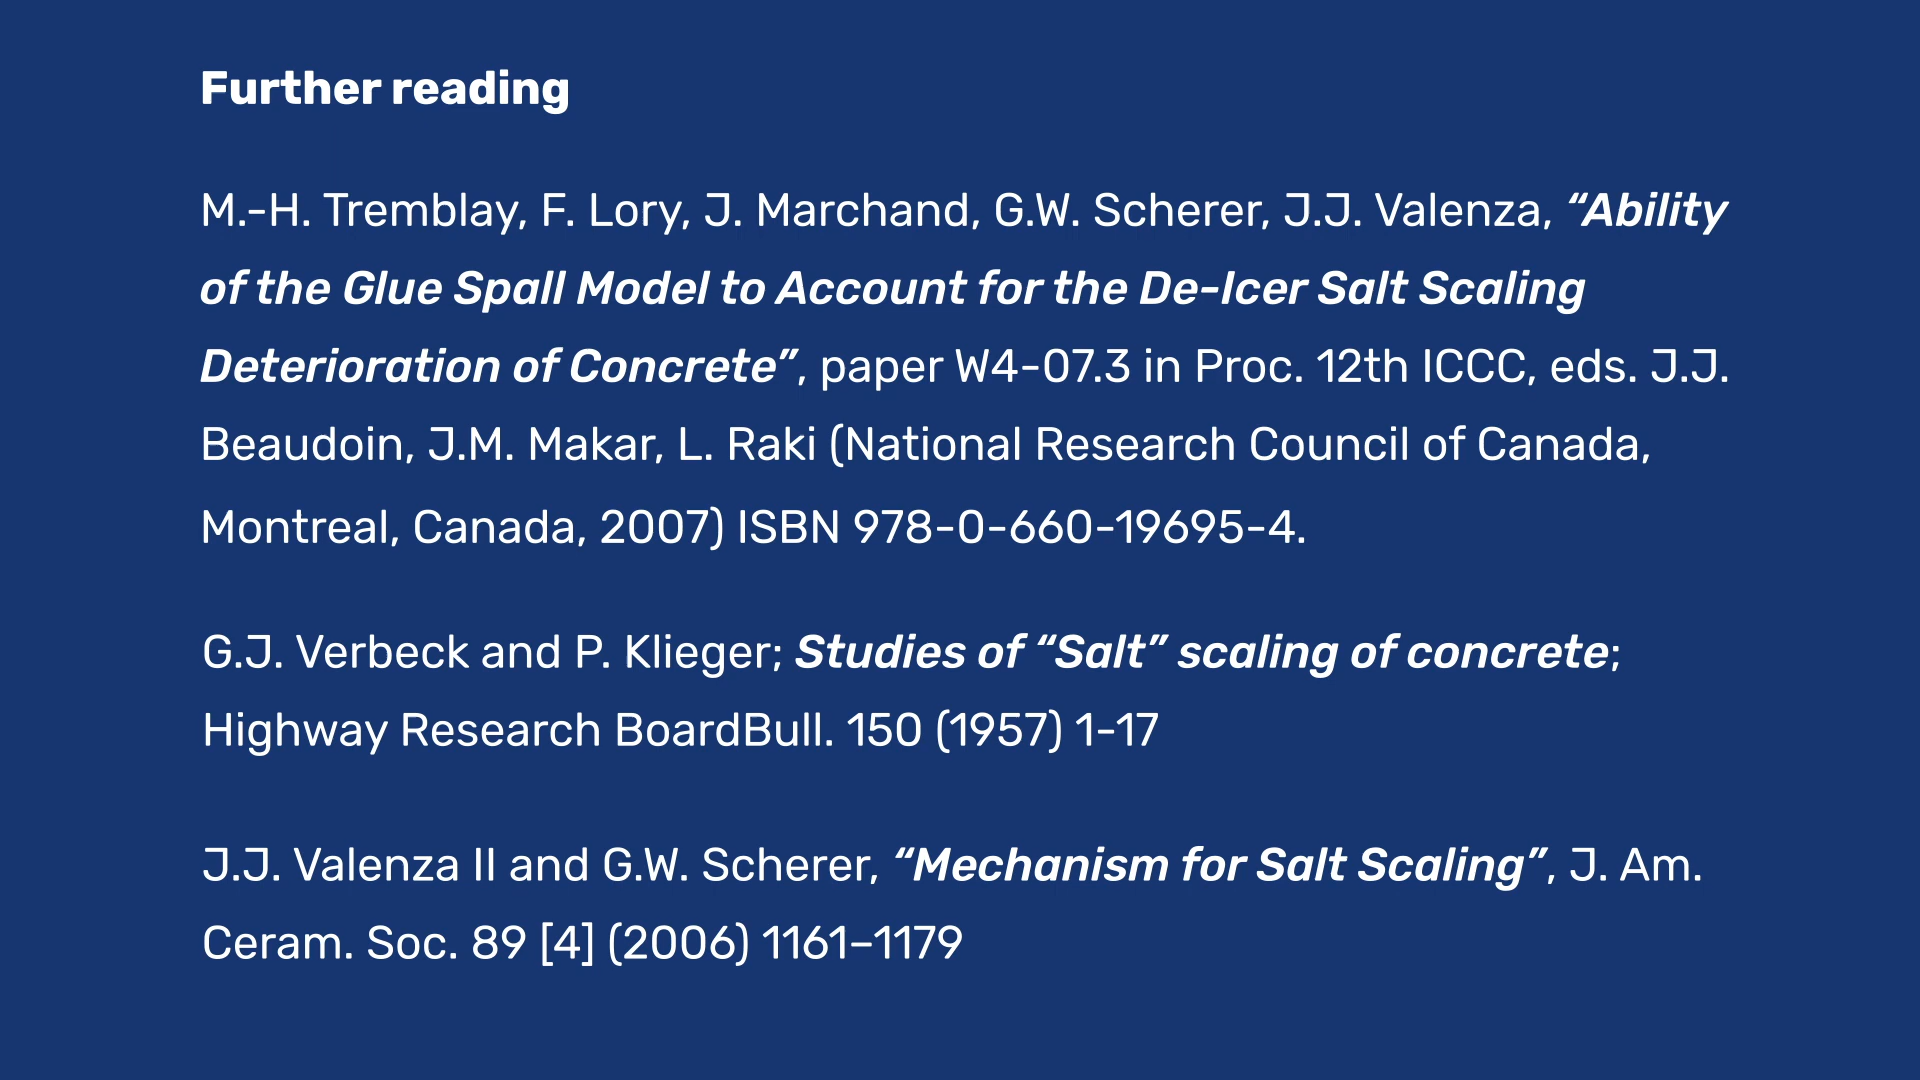 Further reading
M.-H. Tremblay, F. Lory, J. Marchand, G.W. Scherer, J.J. Valenza, “Ability
of the Glue Spall Model to Account for the De-Icer Salt Scaling
Deterioration of Concrete”, paper W4-07.3 in Proc. 12th ICCC, eds. J.J.
Beaudoin, J.M. Makar, L. Raki (National Research Council of Canada,
Montreal, Canada, 2007) ISBN 978-0-660-19695-4.
G.J. Verbeck and P. Klieger; Studies of “Salt” scaling of concrete;
Highway Research BoardBull. 150 (1957) 1-17
J.J. Valenza II and G.W. Scherer, “Mechanism for Salt Scaling”, J. Am.
Ceram. Soc. 89 [4] (2006) 1161–1179